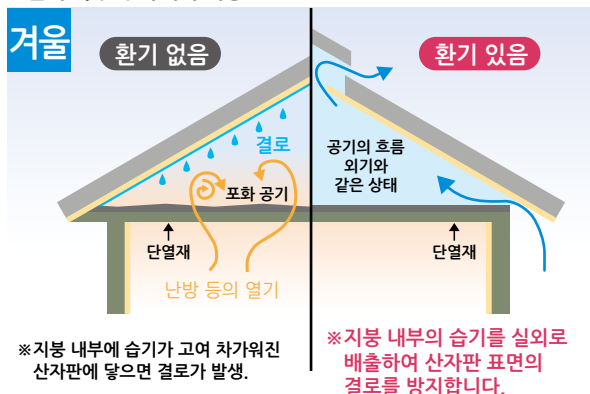 겨울
환기 없음
환기 있음
결로
포화 공기
공기의 흐름
외기와
같은 상태
단열재
단열재
난방 등의 열기
※지붕 내부에 습기가 고여 차가워진
산자판에 닿으면 결로가 발생.
※지붕 내부의 습기를 실외로
배출하여 산자판 표면의
결로를 방지합니다.